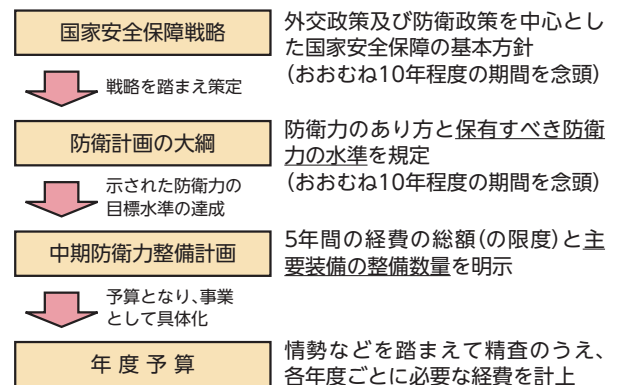 国家安全保障戦略
外交政策及び防衛政策を中心とし
た国家安全保障の基本方針
(おおむね10年程度の期間を念頭)
戦略を踏まえ策定
防衛計画の大綱
防衛力のあり方と保有すべき防衛
力の水準を規定
(おおむね10年程度の期間を念頭)
示された防衛力の
目標水準の達成
中期防衛力整備計画
5年間の経費の総額(の限度)と主
要装備の整備数量を明示
予算となり、事業
として具体化
年度予算
情勢などを踏まえて精査のうえ、
各年度ごとに必要な経費を計上